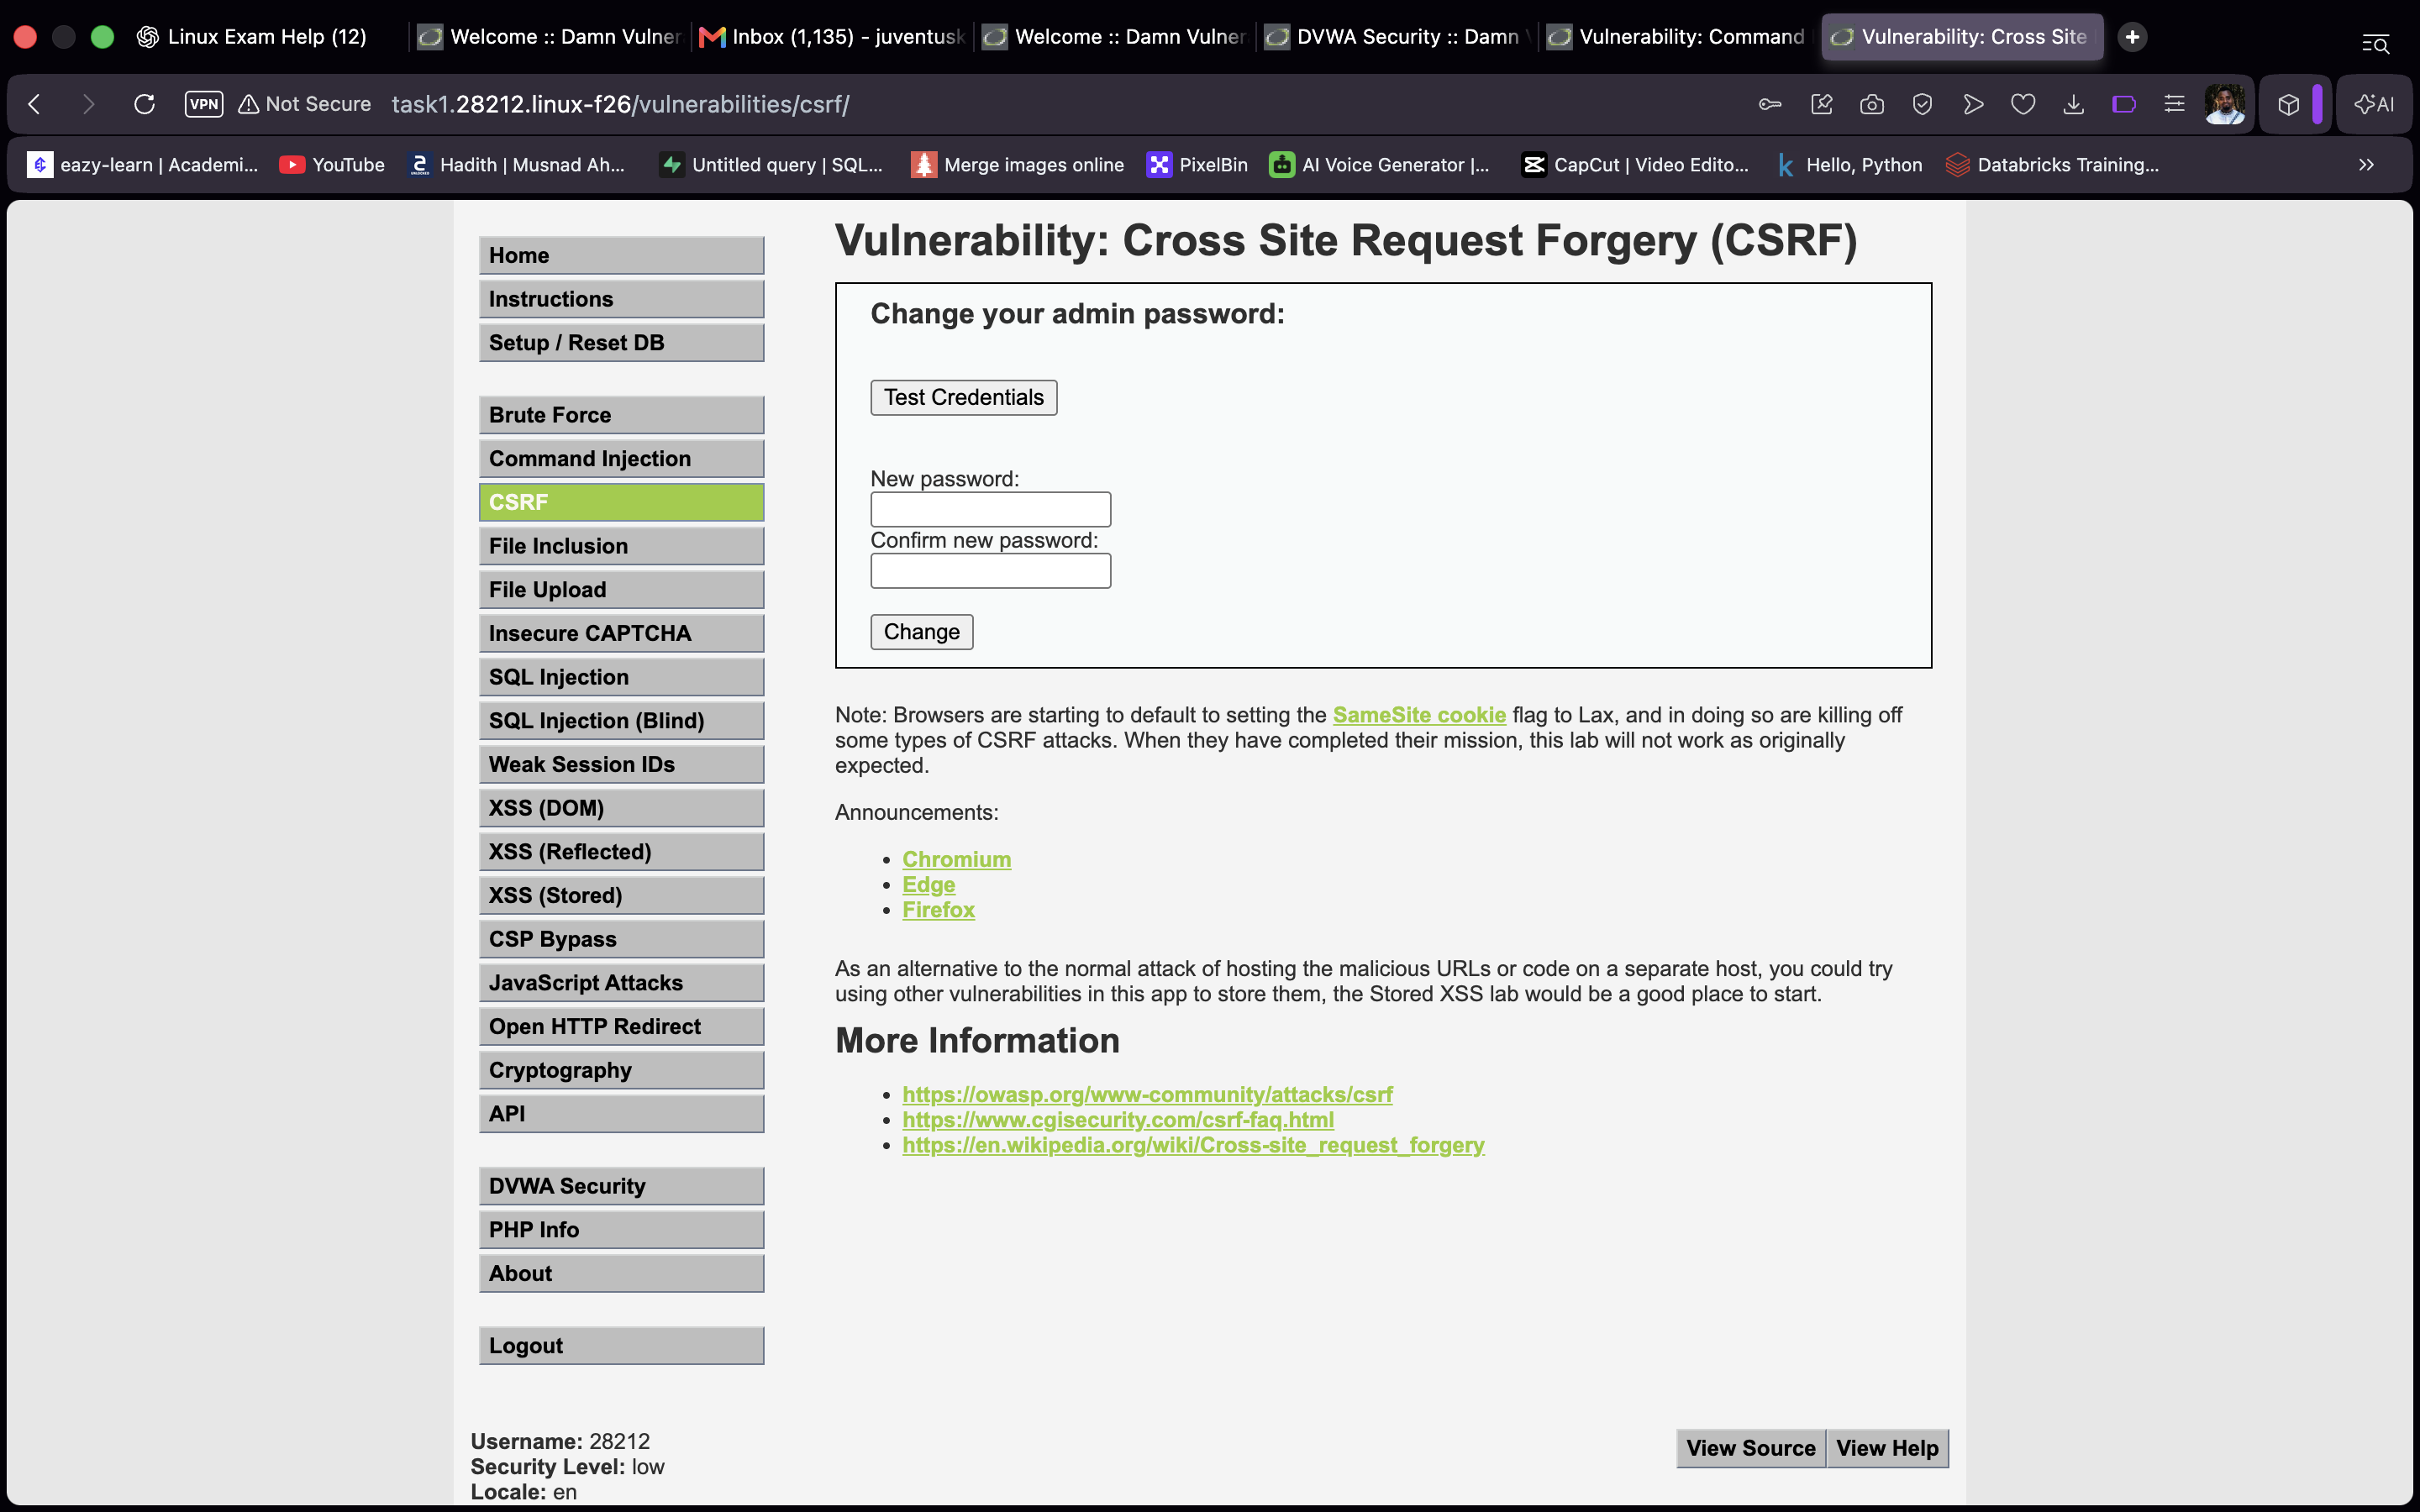 Linux Exam Help (12)
Welcome :: Damn Vulner
Inbox (1,135) - juventusk
Welcome :: Damn Vulner
DVWA Security :: Damn V
Vulnerability: Command
Vulnerability: Cross Site
VPN
Not Secure
task1.28212.linux-f26/vulnerabilities/csrf/
AI
eazy-learn | Academi...
YouTube
Hadith | Musnad Ah...
Untitled query | SQL...
Merge images online
PixelBin
AI Voice Generator |...
CapCut | Video Edito...
Hello, Python
Databricks Training...
Home
Instructions
Setup / Reset DB
Brute Force
Command Injection
CSRF
File Inclusion
File Upload
Insecure CAPTCHA
SQL Injection
SQL Injection (Blind)
Weak Session IDs
XSS (DOM)
XSS (Reflected)
XSS (Stored)
CSP Bypass
JavaScript Attacks
Open HTTP Redirect
Cryptography
API
DVWA Security
PHP Info
About
Logout
Vulnerability: Cross Site Request Forgery (CSRF)
Change your admin password:
Test Credentials
New password:
Confirm new password:
Change
Note: Browsers are starting to default to setting the SameSite cookie flag to Lax, and in doing so are killing off
some types of CSRF attacks. When they have completed their mission, this lab will not work as originally
expected.
Announcements:
Chromium
Edge
Firefox
As an alternative to the normal attack of hosting the malicious URLs or code on a separate host, you could try
using other vulnerabilities in this app to store them, the Stored XSS lab would be a good place to start.
More Information
https://owasp.org/www-community/attacks/csrf
https://www.cgisecurity.com/csrf-faq.html
https://en.wikipedia.org/wiki/Cross-site_request_forgery
Username: 28212
Security Level: low
Locale: en
View Source
View Help